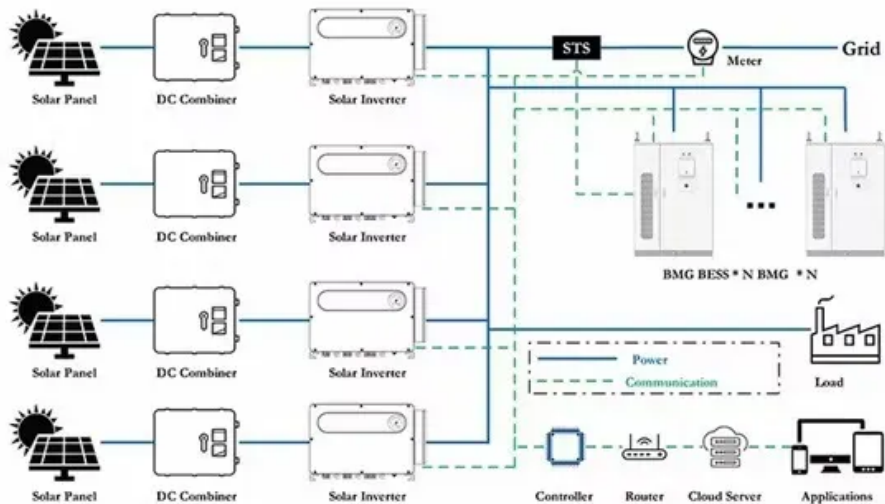 STS
Grid
Meter
Solar Panel
DC Combiner
Solar Inverter
Solar Panel
DC Combiner
Solar Inverter
BMG BESS * N BMG * N
Solar Panel
DC Combiner
Solar Inverter
Power
Communication
Load
Solar Panel
DC Combiner
Solar Inverter
Controller
Router
Cloud Server
Applications